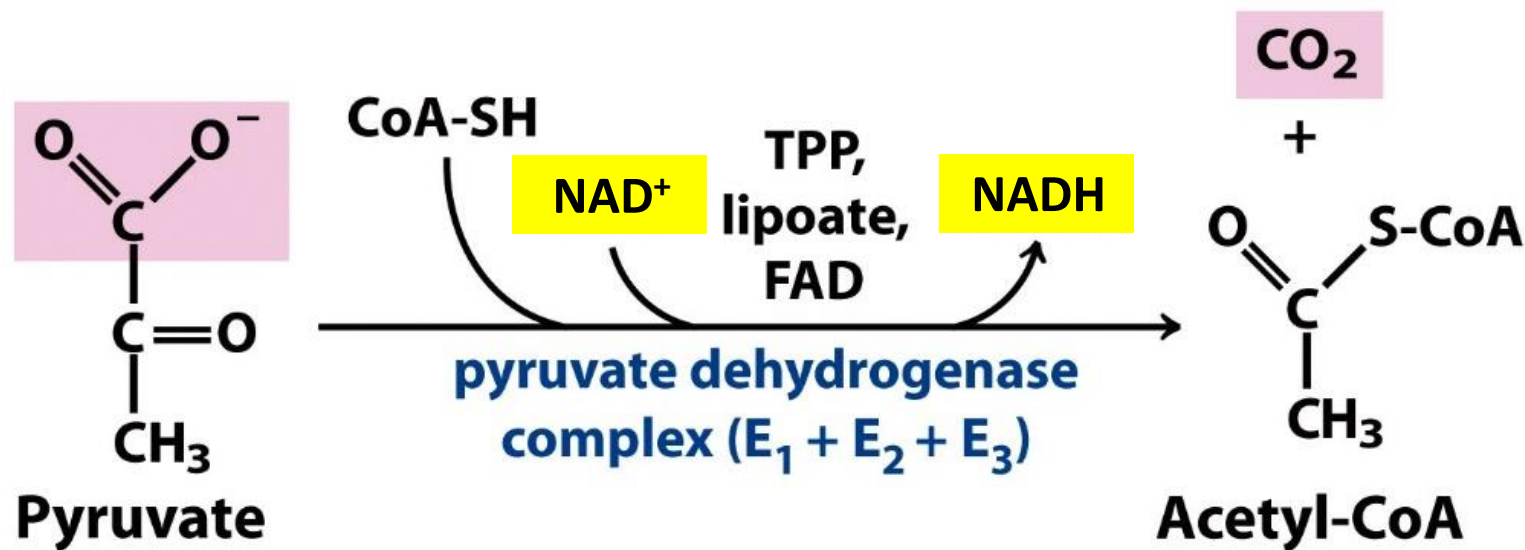 O O⁻
C
C=O
CH₃
Pyruvate
CoA-SH
NAD⁺
TPP,
lipoate,
FAD
NADH
pyruvate dehydrogenase
complex (E₁ + E₂ + E₃)
CO₂
+
O S-CoA
C
CH₃
Acetyl-CoA